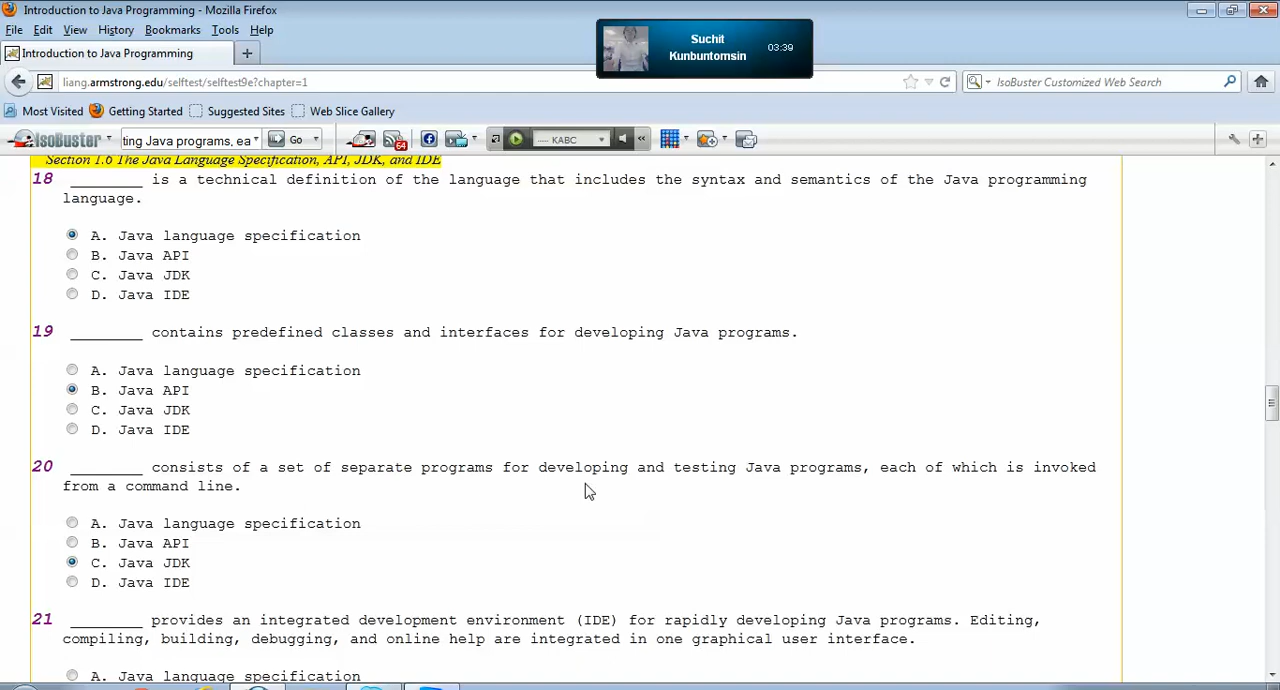 Introduction to Java Programming - Mozilla Firefox
File Edit View History Bookmarks Tools Help
Suchit
Kunbuntomsin
03:39
Introduction to Java Programming
liang.armstrong.edu/selftest/selftest9e?chapter=1
IsoBuster Customized Web Search
Most Visited Getting Started Suggested Sites Web Slice Gallery
IsoBuster ting Java programs, ea Go 64 KABC
Section 1.6 The Java Language Specification, API, JDK, and IDE
18 ________ is a technical definition of the language that includes the syntax and semantics of the Java programming
language.
A. Java language specification
B. Java API
C. Java JDK
D. Java IDE
19 ________ contains predefined classes and interfaces for developing Java programs.
A. Java language specification
B. Java API
C. Java JDK
D. Java IDE
20 ________ consists of a set of separate programs for developing and testing Java programs, each of which is invoked
from a command line.
A. Java language specification
B. Java API
C. Java JDK
D. Java IDE
21 ________ provides an integrated development environment (IDE) for rapidly developing Java programs. Editing,
compiling, building, debugging, and online help are integrated in one graphical user interface.
A. Java language specification